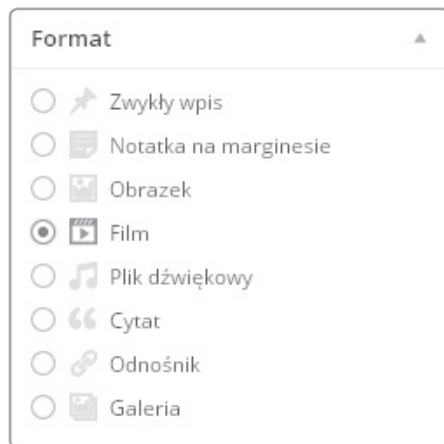 Format
Zwykły wpis
Notatka na marginesie
Obrazek
Film
Plik dźwiękowy
Cytat
Odnośnik
Galeria